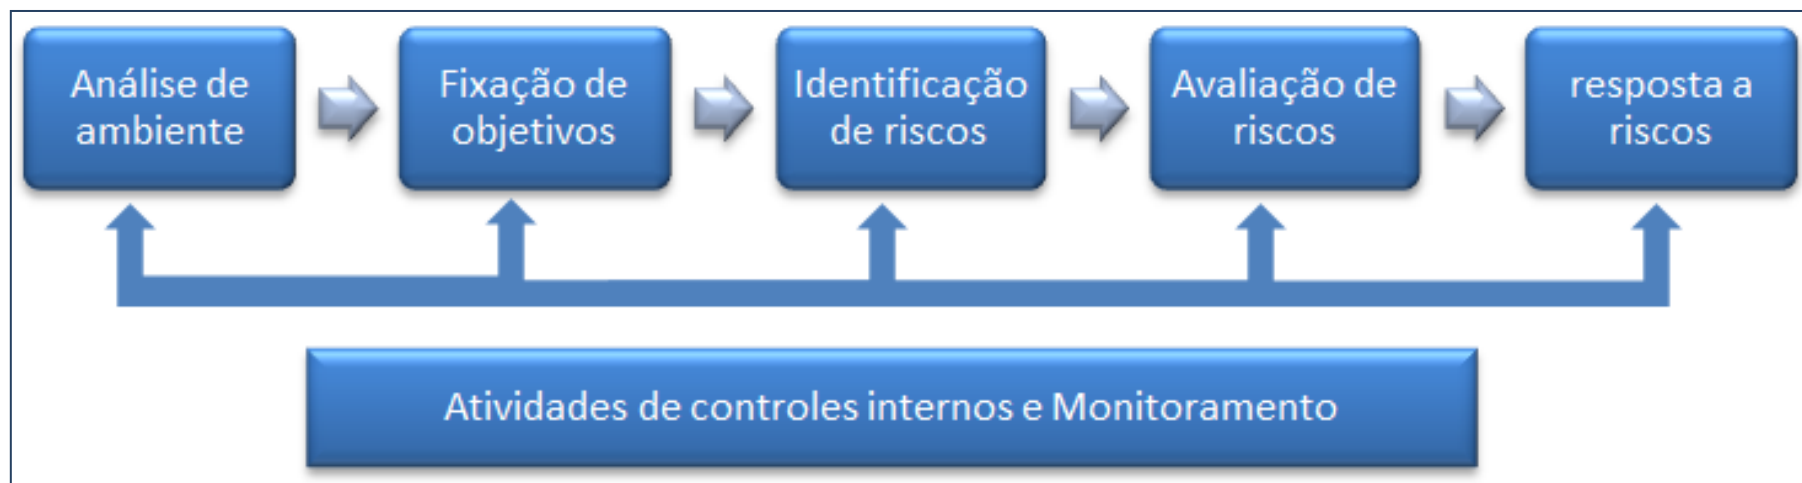 Análise de
ambiente
Fixação de
objetivos
Identificação
de riscos
Avaliação de
riscos
resposta a
riscos
Atividades de controles internos e Monitoramento